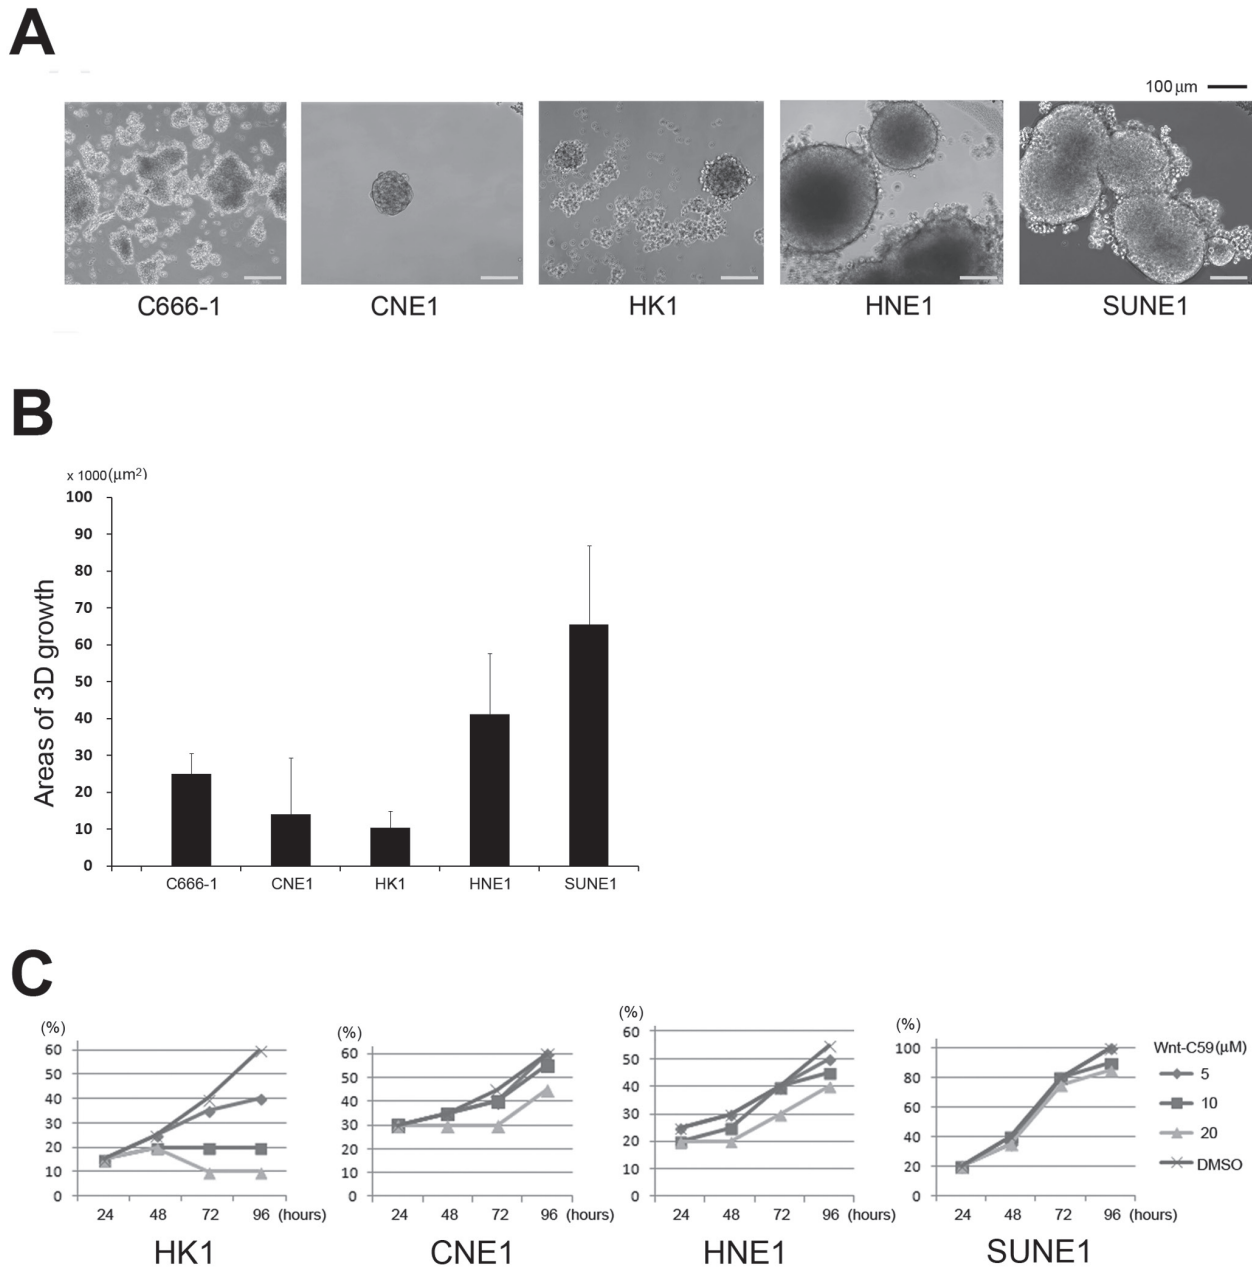 A
100 μm
C666-1 CNE1 HK1 HNE1 SUNE1
B
x 1000(μm²)
100
90
80
70
60
50
40
30
20
10
0
Areas of 3D growth
C666-1 CNE1 HK1 HNE1 SUNE1
C
(%)
60
50
40
30
20
10
0
24 48 72 96 (hours)
HK1
(%)
60
50
40
30
20
10
0
24 48 72 96 (hours)
CNE1
(%)
60
50
40
30
20
10
0
24 48 72 96 (hours)
HNE1
(%)
100
80
60
40
20
0
24 48 72 96 (hours)
SUNE1
Wnt-C59(μM)
5
10
20
DMSO